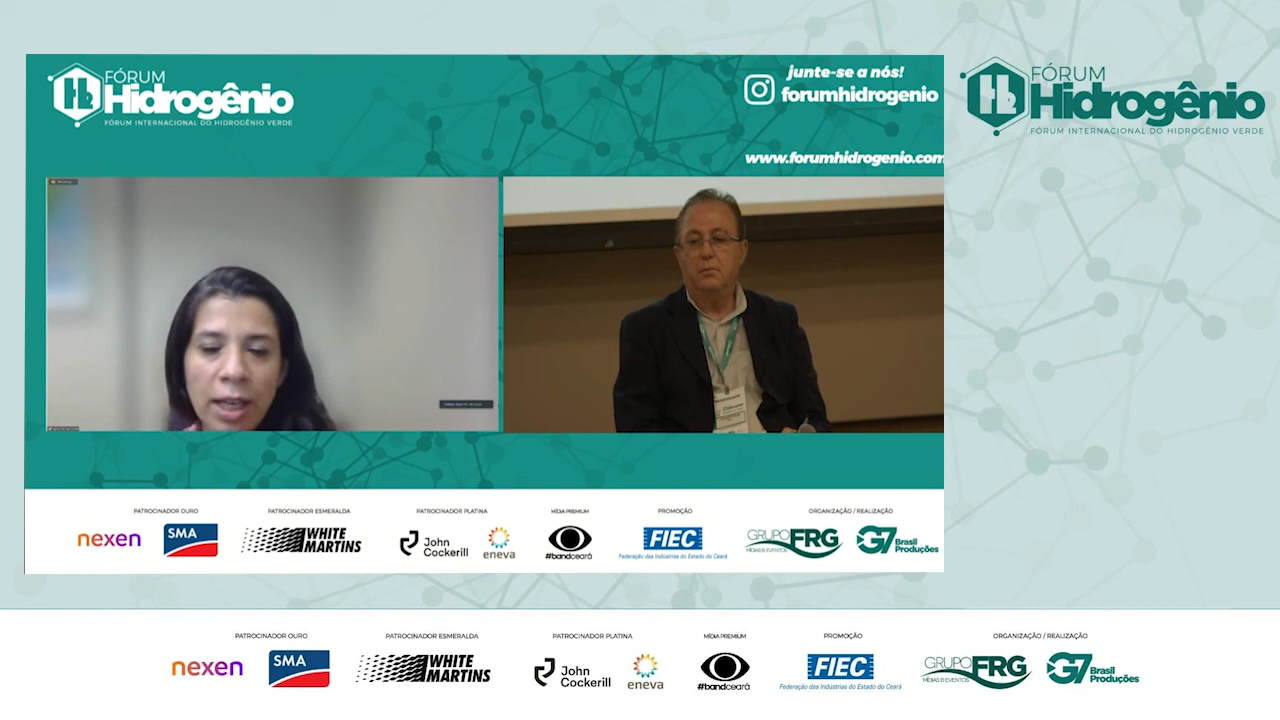 H2
FÓRUM
Hidrogênio
FÓRUM INTERNACIONAL DO HIDROGÊNIO VERDE
junte-se a nós!
forumhidrogenio
www.forumhidrogenio.com
H2
FÓRUM
Hidrogênio
FÓRUM INTERNACIONAL DO HIDROGÊNIO VERDE
PATROCINADOR OURO
nexen
SMA
PATROCINADOR ESMERALDA
WHITE
MARTINS
PATROCINADOR PLATINA
John
Cockerill
eneva
MÍDIA PREMIUM
#bandceará
PROMOÇÃO
FIEC
Federação das Indústrias do Estado do Ceará
ORGANIZAÇÃO / REALIZAÇÃO
GRUPO FRG
MÍDIAS & EVENTOS
G7 Brasil
Produções
PATROCINADOR OURO
nexen
SMA
PATROCINADOR ESMERALDA
WHITE
MARTINS
PATROCINADOR PLATINA
John
Cockerill
eneva
MÍDIA PREMIUM
#bandceará
PROMOÇÃO
FIEC
Federação das Indústrias do Estado do Ceará
ORGANIZAÇÃO / REALIZAÇÃO
GRUPO FRG
MÍDIAS & EVENTOS
G7 Brasil
Produções